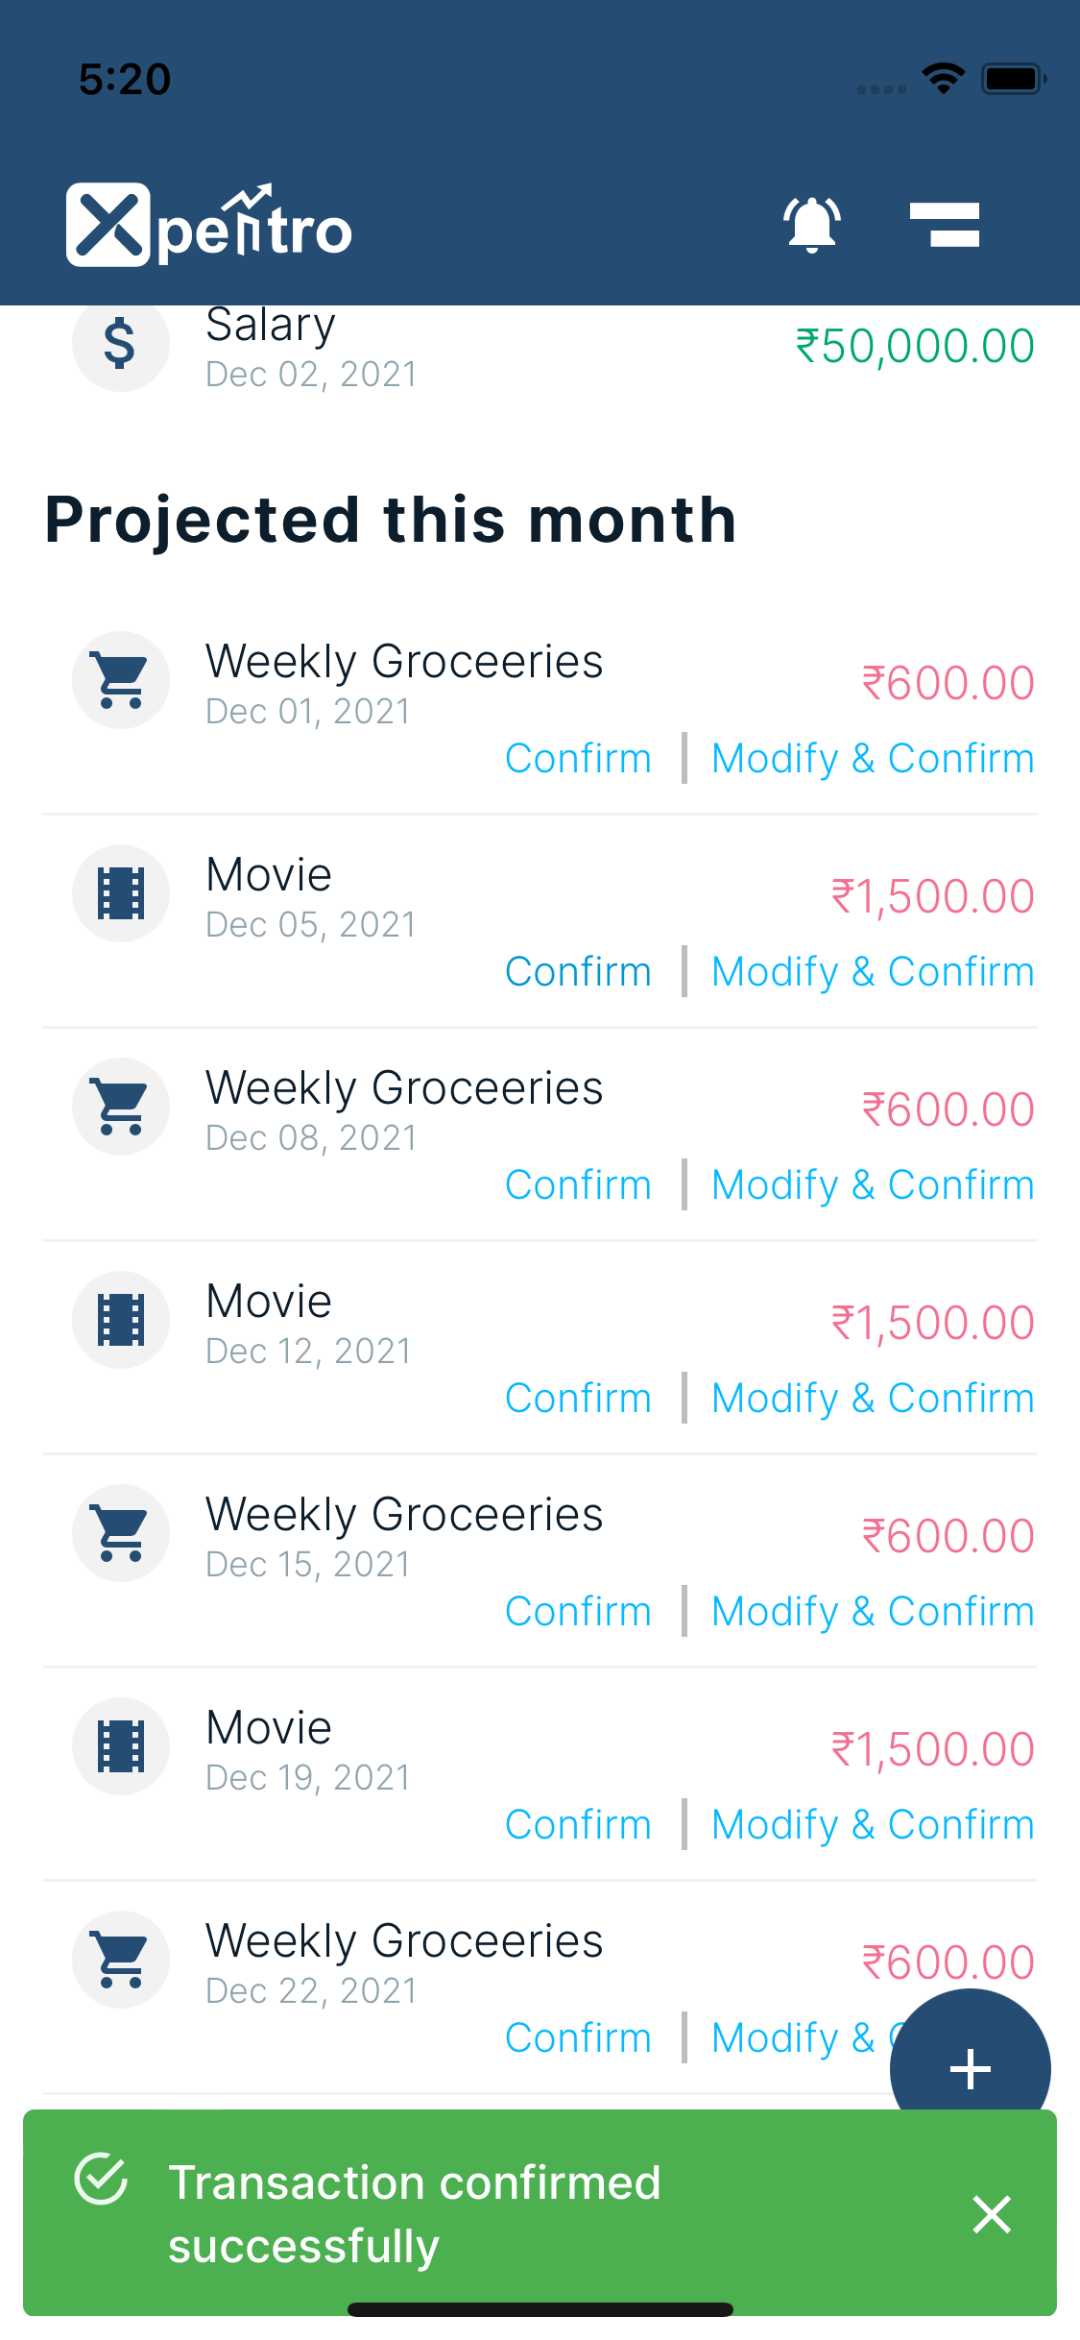 5:20
Xpentro
Salary
₹50,000.00
Dec 02, 2021
Projected this month
Weekly Groceeries
₹600.00
Dec 01, 2021
Confirm | Modify & Confirm
Movie
₹1,500.00
Dec 05, 2021
Confirm | Modify & Confirm
Weekly Groceeries
₹600.00
Dec 08, 2021
Confirm | Modify & Confirm
Movie
₹1,500.00
Dec 12, 2021
Confirm | Modify & Confirm
Weekly Groceeries
₹600.00
Dec 15, 2021
Confirm | Modify & Confirm
Movie
₹1,500.00
Dec 19, 2021
Confirm | Modify & Confirm
Weekly Groceeries
₹600.00
Dec 22, 2021
Confirm | Modify &
Transaction confirmed
successfully